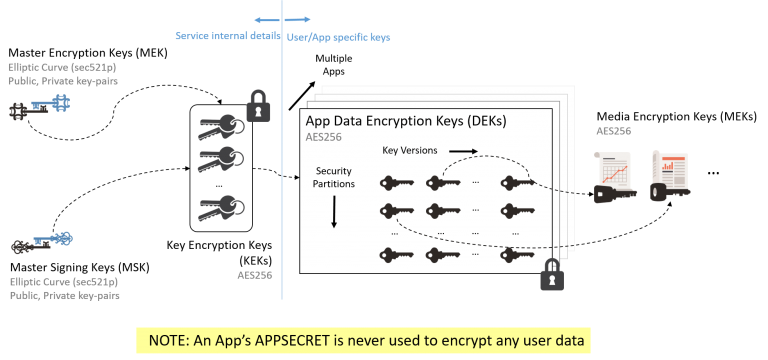 Service internal details
User/App specific keys
Master Encryption Keys (MEK)
Elliptic Curve (sec521p)
Public, Private key-pairs
Multiple
Apps
App Data Encryption Keys (DEKs)
AES256
Key Versions
Security
Partitions
...
...
...
... ... ...
...
Media Encryption Keys (MEKs)
AES256
...
Key Encryption Keys
(KEKs)
AES256
Master Signing Keys (MSK)
Elliptic Curve (sec521p)
Public, Private key-pairs
NOTE: An App's APPSECRET is never used to encrypt any user data